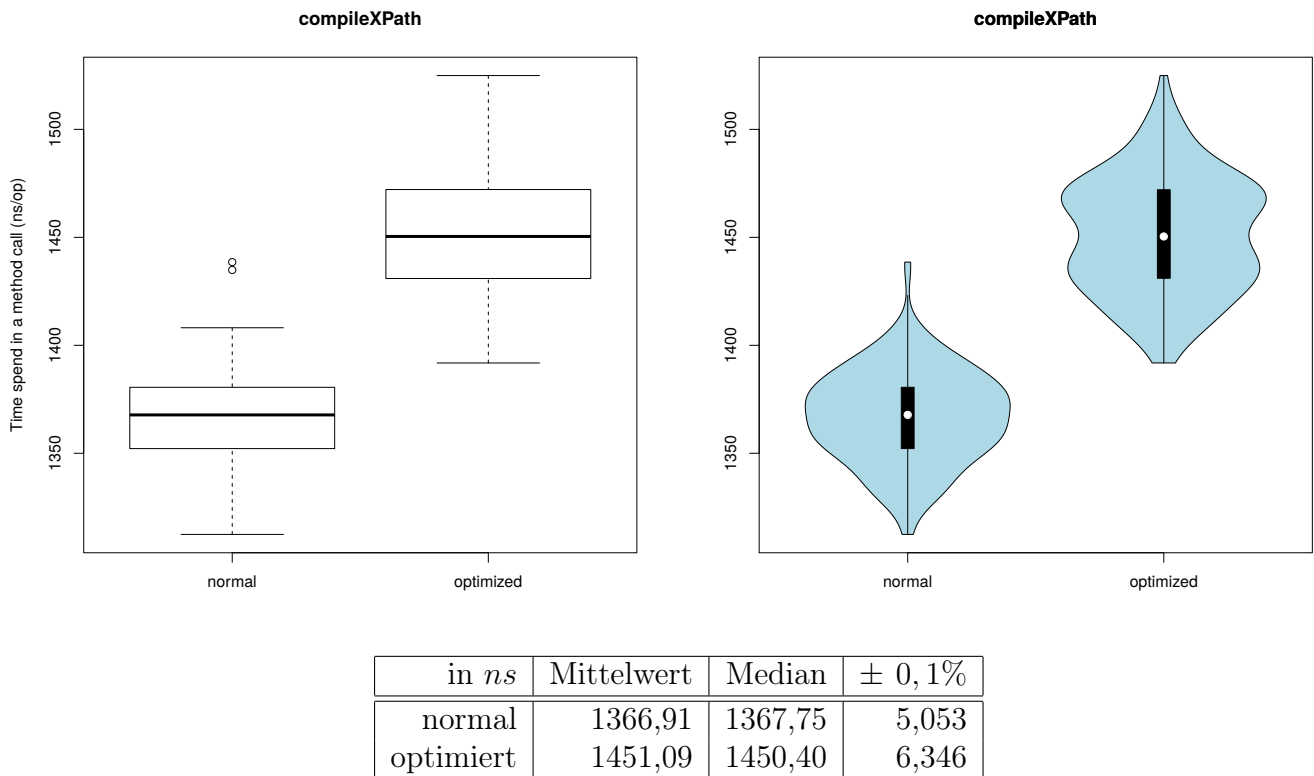 compileXPath
Time spend in a method call (ns/op)
1500
1450
1400
1350
normal optimized
compileXPath
1500
1450
1400
1350
normal optimized
in ns Mittelwert Median ± 0, 1%
normal 1366,91 1367,75 5,053
optimiert 1451,09 1450,40 6,346